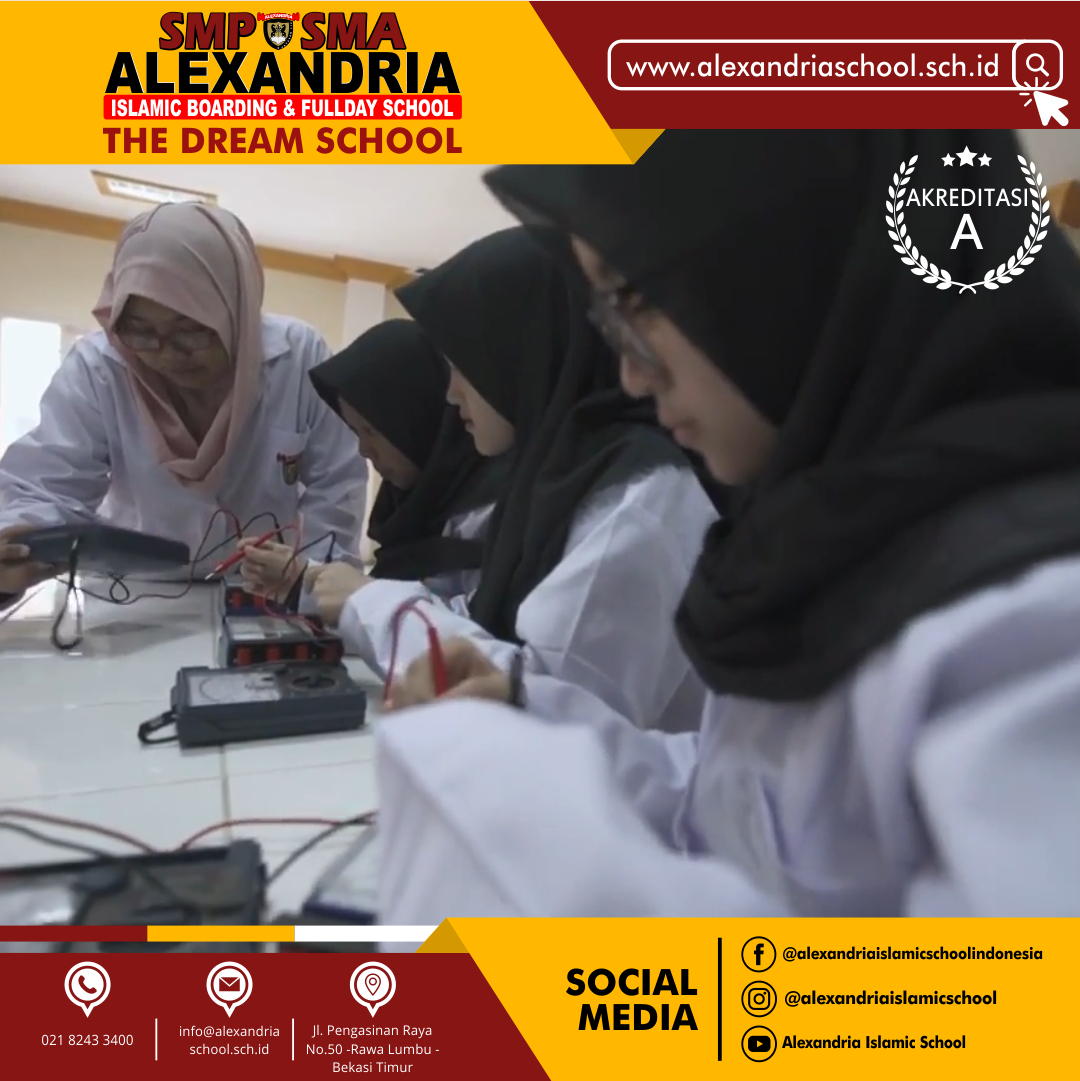 SMP SMA
ALEXANDRIA
ISLAMIC BOARDING & FULLDAY SCHOOL
THE DREAM SCHOOL
www.alexandriaschool.sch.id
AKREDITASI
A
021 8243 3400
info@alexandria
school.sch.id
Jl. Pengasinan Raya
No.50 -Rawa Lumbu -
Bekasi Timur
SOCIAL
MEDIA
@alexandriaislamicschoolindonesia
@alexandriaislamicschool
Alexandria Islamic School